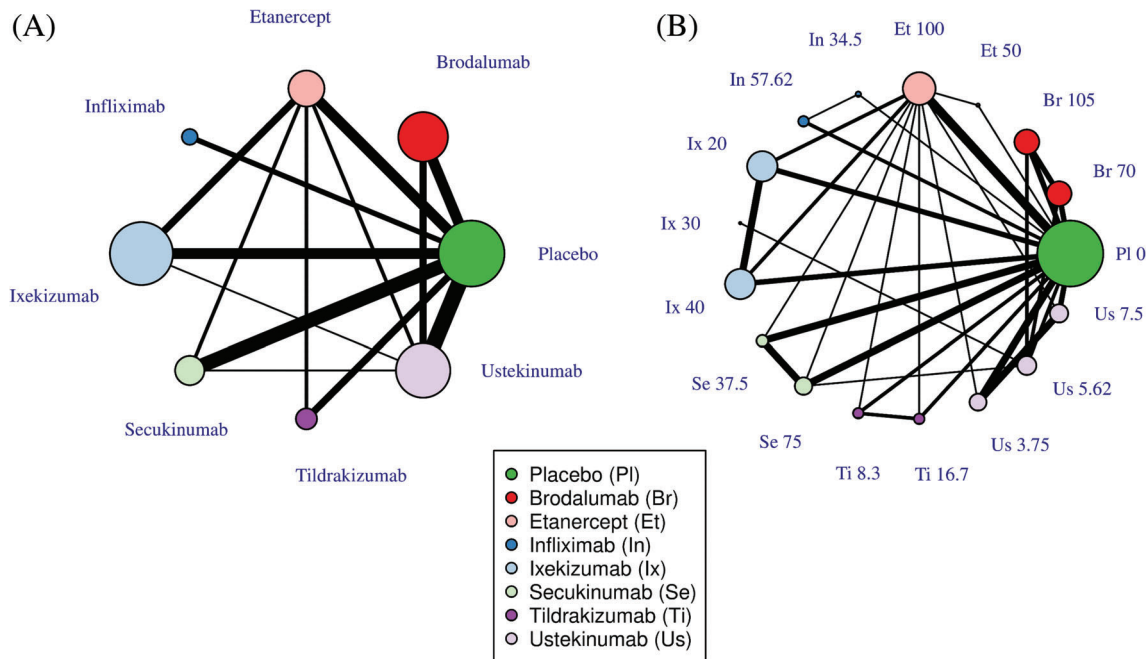 (A)
Etanercept
Brodalumab
Infliximab
Placebo
Ixekizumab
Ustekinumab
Secukinumab
Tildrakizumab
(B)
Et 100
In 34.5
Et 50
In 57.62
Br 105
Ix 20
Br 70
Ix 30
Pl 0
Ix 40
Us 7.5
Se 37.5
Us 5.62
Se 75
Us 3.75
Ti 8.3
Ti 16.7
Placebo (Pl)
Brodalumab (Br)
Etanercept (Et)
Infliximab (In)
Ixekizumab (Ix)
Secukinumab (Se)
Tildrakizumab (Ti)
Ustekinumab (Us)